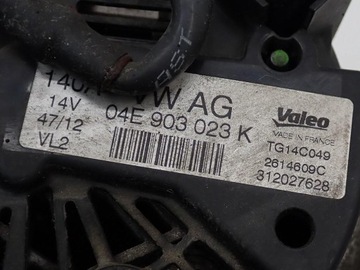 140A VW AG
14V 04E 903 023 K
47/12
VL2
Valeo
MADE IN FRANCE
TG14C049
2614609C
312027628